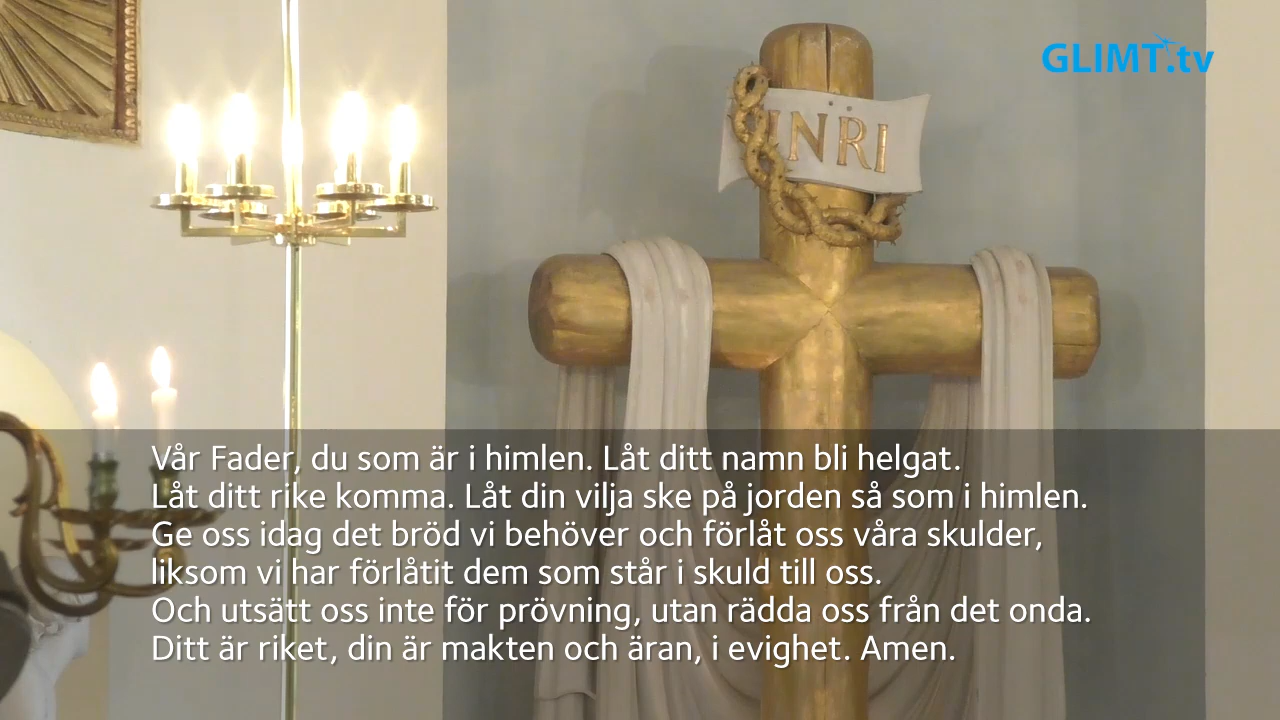 GLIMT.tv
INRI
Vår Fader, du som är i himlen. Låt ditt namn bli helgat.
Låt ditt rike komma. Låt din vilja ske på jorden så som i himlen.
Ge oss idag det bröd vi behöver och förlåt oss våra skulder,
liksom vi har förlåtit dem som står i skuld till oss.
Och utsätt oss inte för prövning, utan rädda oss från det onda.
Ditt är riket, din är makten och äran, i evighet. Amen.